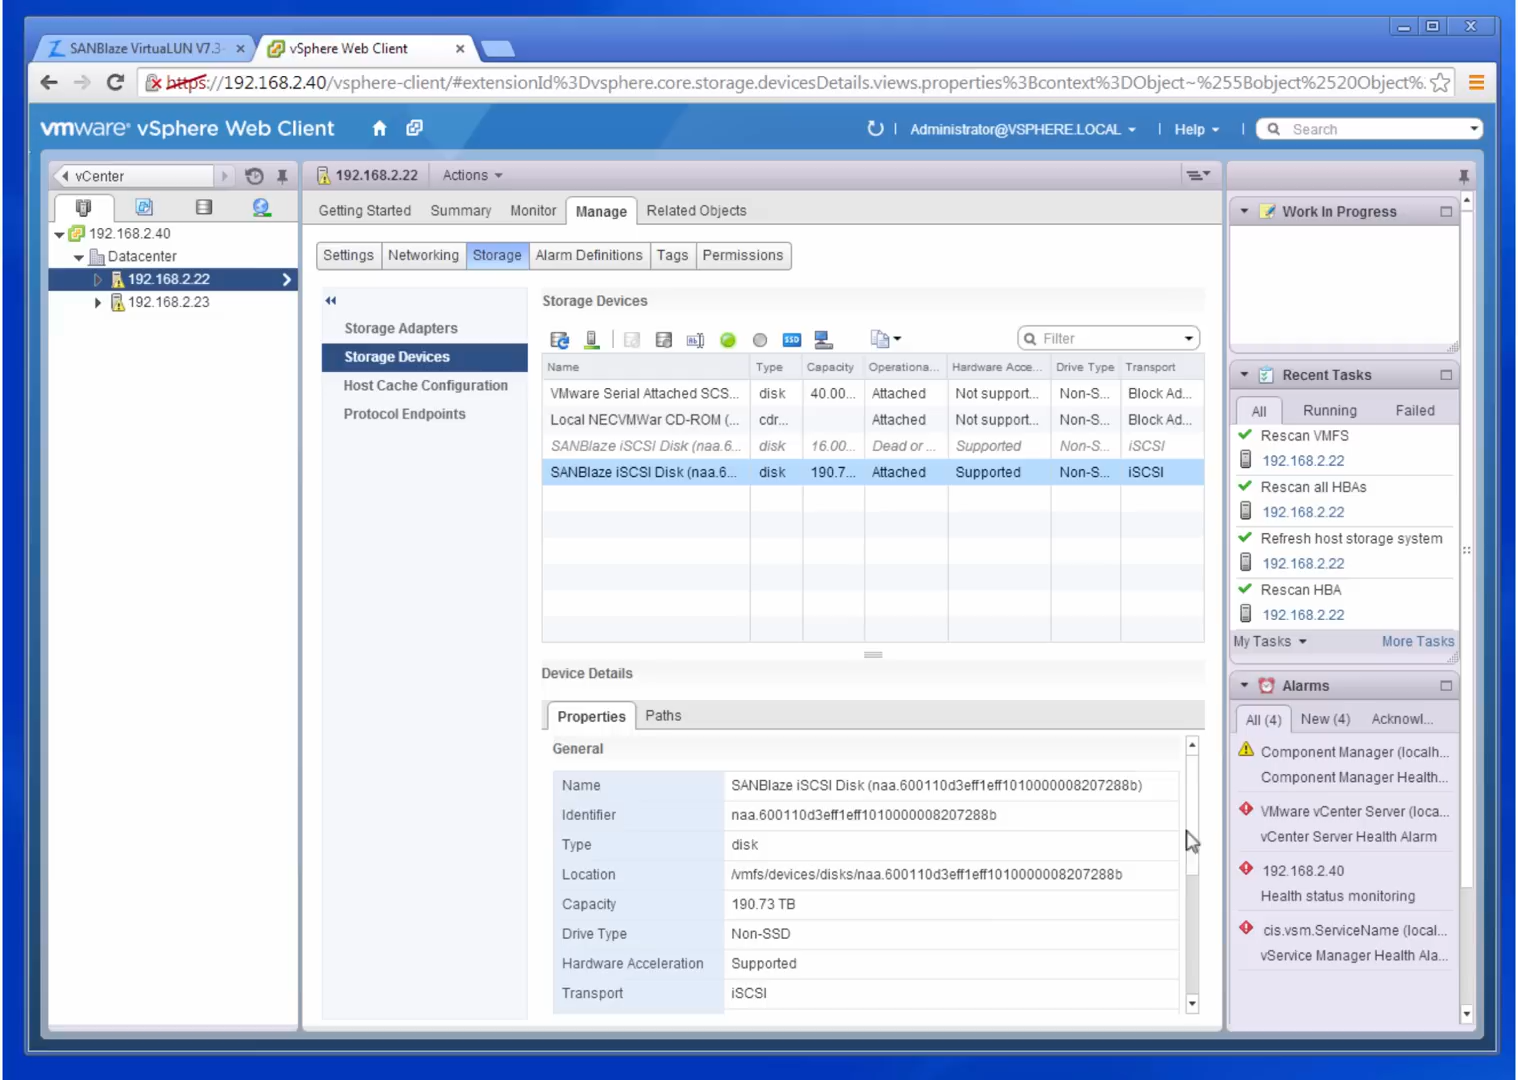 SANBlaze VirtuaLUN V7.3-
vSphere Web Client
https://192.168.2.40/vsphere-client/#extensionId%3Dvsphere.core.storage.devicesDetails.views.properties%3Bcontext%3DObject~%255Bobject%2520Object%.
vmware® vSphere Web Client
Administrator@VSPHERE.LOCAL
Help
Search
vCenter
192.168.2.22
Actions
Getting Started
Summary
Monitor
Manage
Related Objects
192.168.2.40
Datacenter
192.168.2.22
192.168.2.23
Settings
Networking
Storage
Alarm Definitions
Tags
Permissions
Storage Adapters
Storage Devices
Host Cache Configuration
Protocol Endpoints
Storage Devices
SSD
Filter
Name Type Capacity Operationa... Hardware Acce... Drive Type Transport
VMware Serial Attached SCS... disk 40.00... Attached Not support... Non-S... Block Ad...
Local NECVMWar CD-ROM (... cdr... Attached Not support... Non-S... Block Ad...
SANBlaze iSCSI Disk (naa.6... disk 16.00... Dead or ... Supported Non-S... iSCSI
SANBlaze iSCSI Disk (naa.6... disk 190.7... Attached Supported Non-S... iSCSI
Device Details
Properties
Paths
General
Name SANBlaze iSCSI Disk (naa.600110d3eff1eff1010000008207288b)
Identifier naa.600110d3eff1eff1010000008207288b
Type disk
Location /vmfs/devices/disks/naa.600110d3eff1eff1010000008207288b
Capacity 190.73 TB
Drive Type Non-SSD
Hardware Acceleration Supported
Transport iSCSI
Work In Progress
Recent Tasks
All
Running
Failed
Rescan VMFS
192.168.2.22
Rescan all HBAs
192.168.2.22
Refresh host storage system
192.168.2.22
Rescan HBA
192.168.2.22
My Tasks
More Tasks
Alarms
All (4)
New (4)
Acknowl...
Component Manager (localh...
Component Manager Health...
VMware vCenter Server (loca...
vCenter Server Health Alarm
192.168.2.40
Health status monitoring
cis.vsm.ServiceName (local...
vService Manager Health Ala...